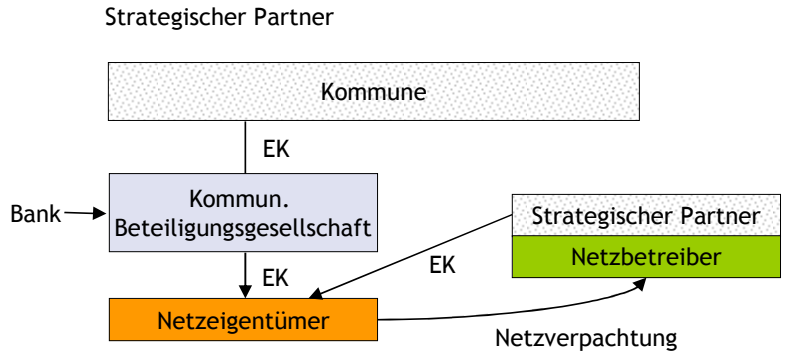 Strategischer Partner
Kommune
EK
Kommun.
Beteiligungsgesellschaft
Bank
Strategischer Partner
Netzbetreiber
EK
EK
Netzeigentümer
Netzverpachtung